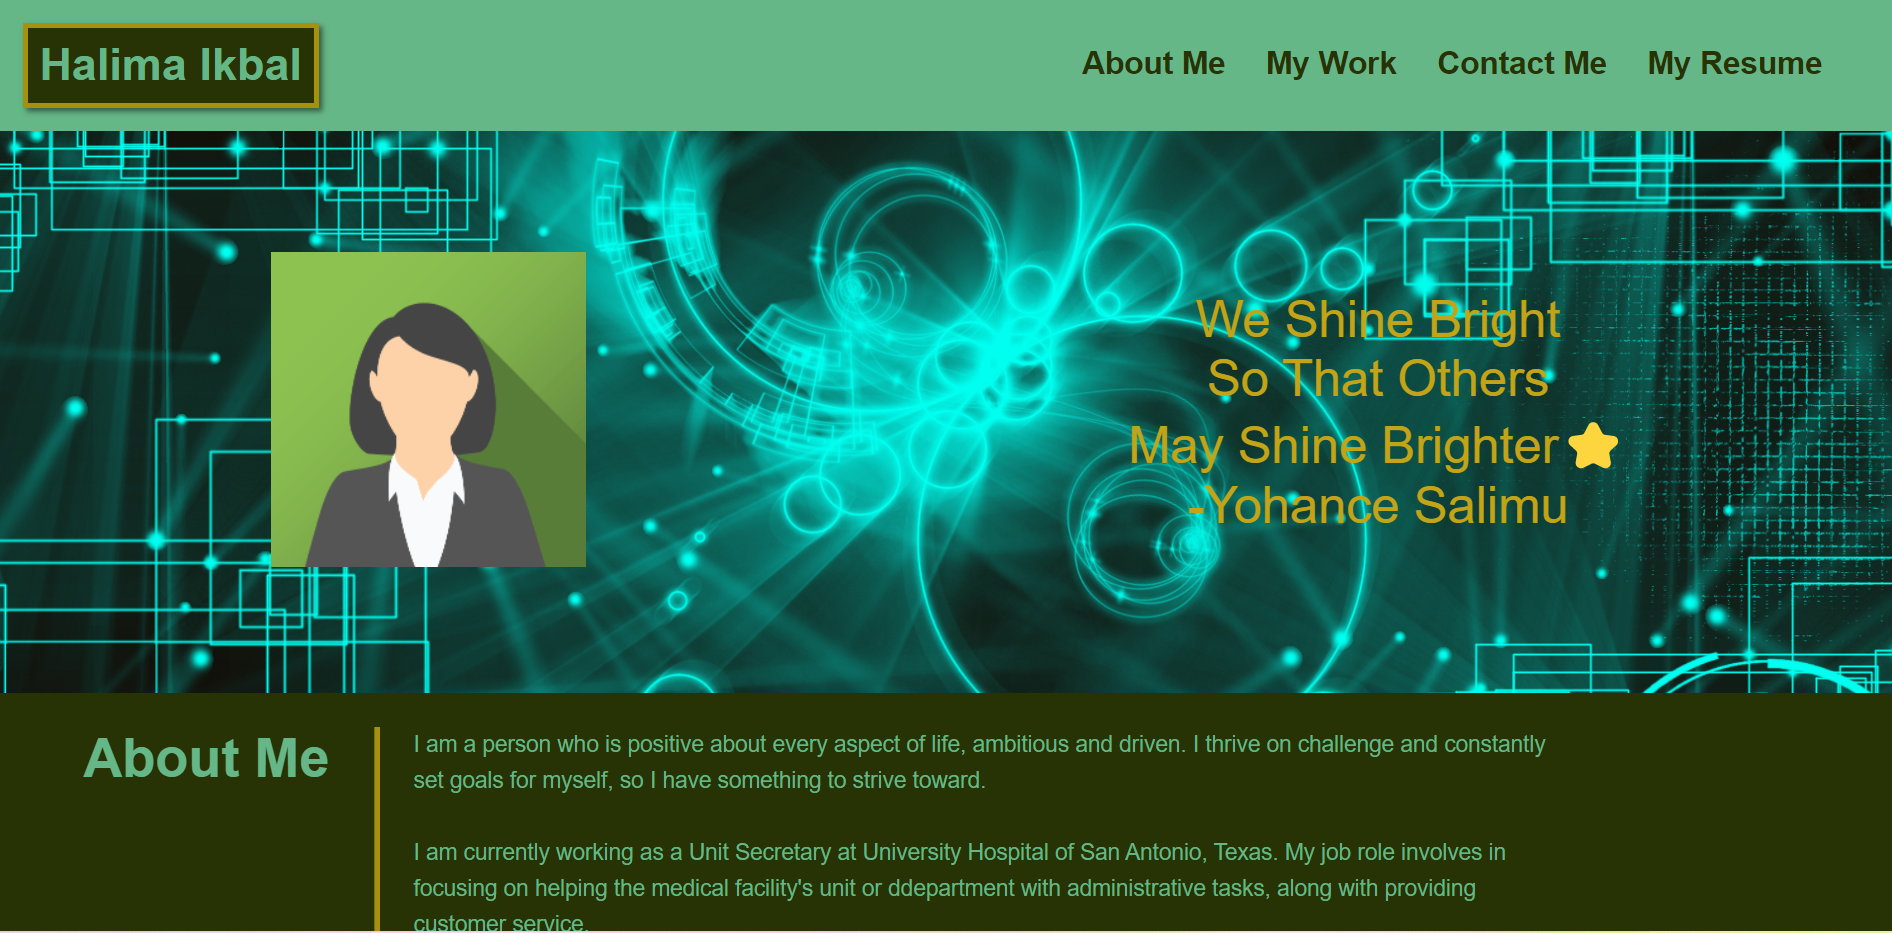 Halima Ikbal
About Me
My Work
Contact Me
My Resume
We Shine Bright
So That Others
May Shine Brighter
-Yohance Salimu
About Me
I am a person who is positive about every aspect of life, ambitious and driven. I thrive on challenge and constantly
set goals for myself, so I have something to strive toward.
I am currently working as a Unit Secretary at University Hospital of San Antonio, Texas. My job role involves in
focusing on helping the medical facility's unit or ddepartment with administrative tasks, along with providing
customer service.